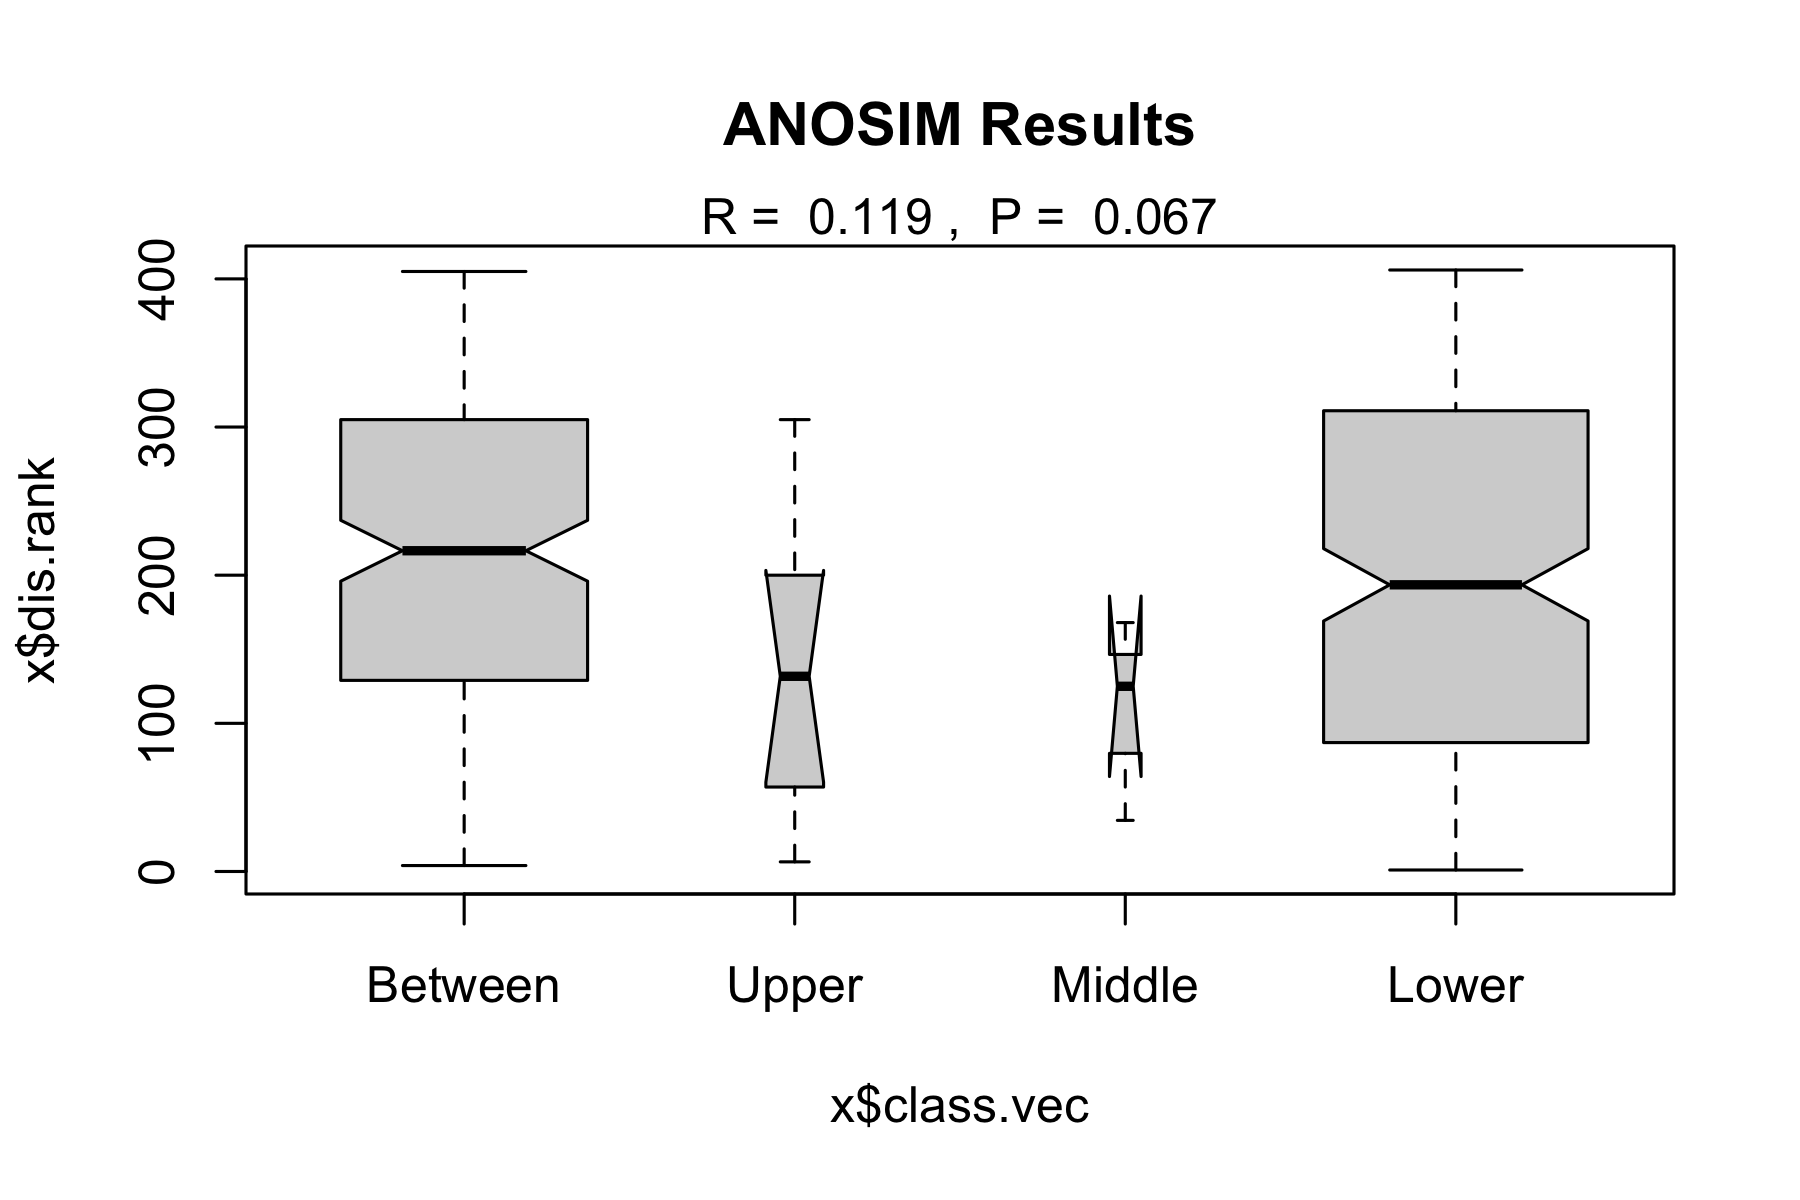 ANOSIM Results
R =  0.119 ,  P =  0.067
x$dis.rank
400
300
200
100
0
Between Upper Middle Lower
x$class.vec